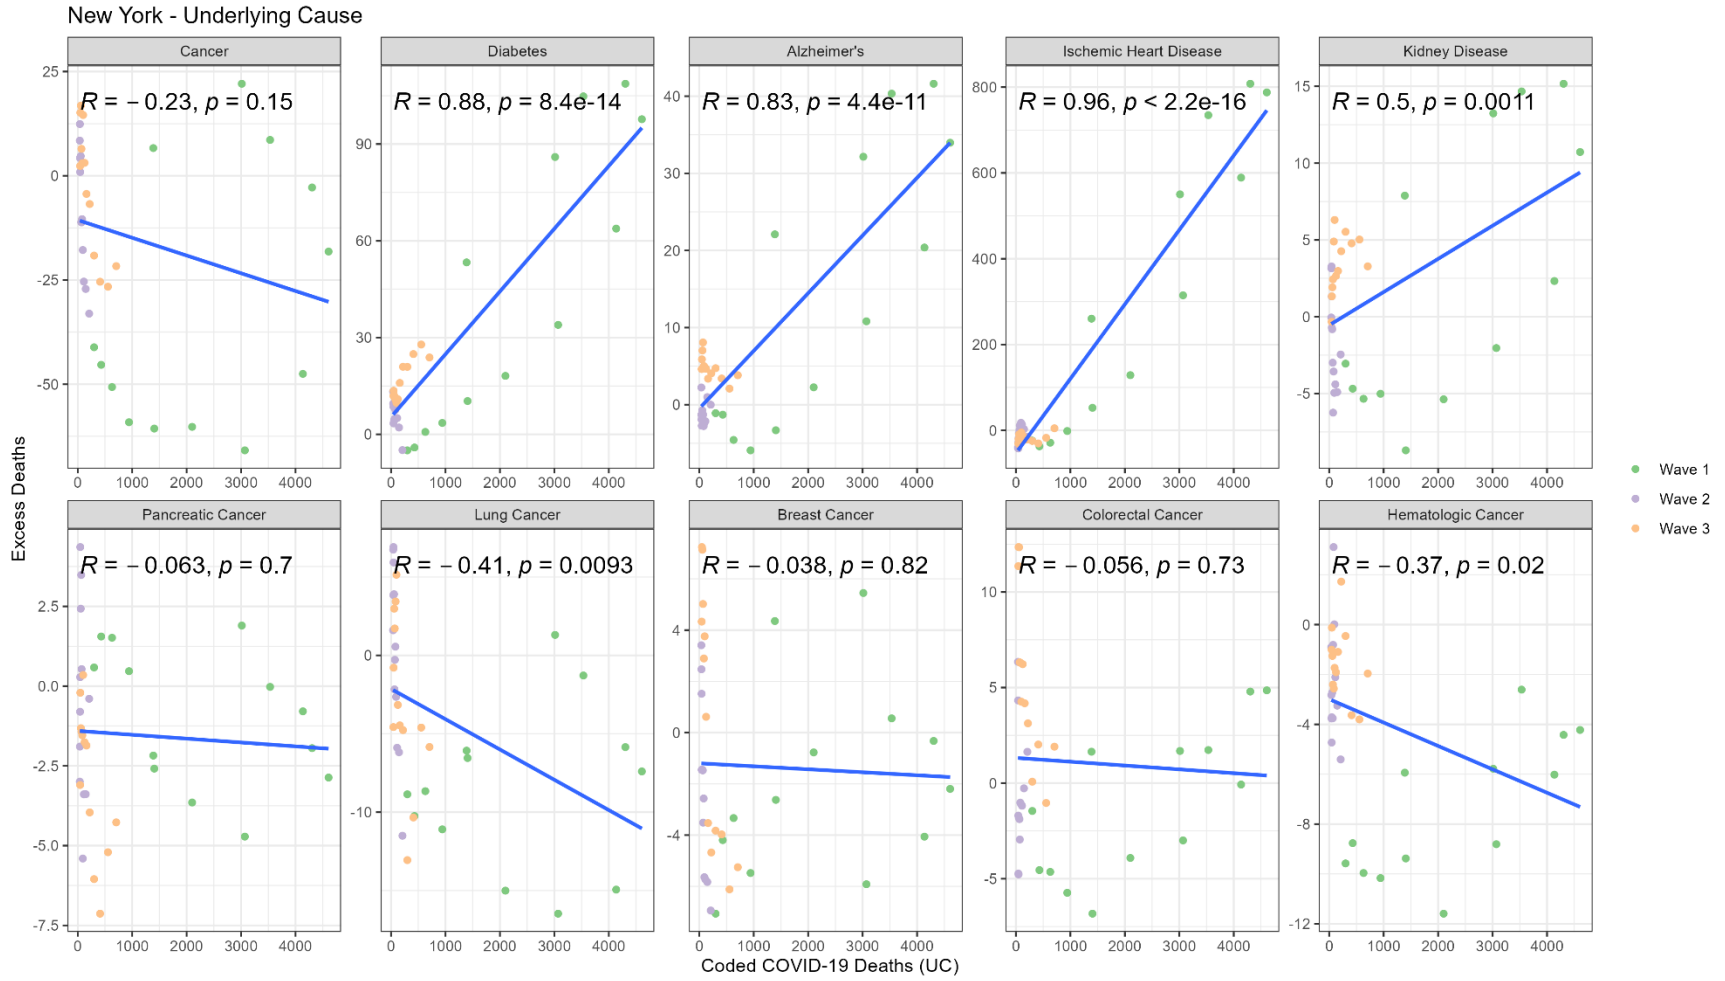 New York - Underlying Cause
Cancer
Diabetes
Alzheimer's
Ischemic Heart Disease
Kidney Disease
R = − 0.23, p = 0.15
R = 0.88, p = 8.4e-14
R = 0.83, p = 4.4e-11
R = 0.96, p < 2.2e-16
R = 0.5, p = 0.0011
25
0
-25
-50
90
60
30
0
40
30
20
10
0
800
600
400
200
0
15
10
5
0
-5
0 1000 2000 3000 4000
0 1000 2000 3000 4000
0 1000 2000 3000 4000
0 1000 2000 3000 4000
0 1000 2000 3000 4000
Excess Deaths
Pancreatic Cancer
Lung Cancer
Breast Cancer
Colorectal Cancer
Hematologic Cancer
R = − 0.063, p = 0.7
R = − 0.41, p = 0.0093
R = − 0.038, p = 0.82
R = − 0.056, p = 0.73
R = − 0.37, p = 0.02
2.5
0.0
-2.5
-5.0
-7.5
0
-10
4
0
-4
10
5
0
-5
0
-4
-8
-12
0 1000 2000 3000 4000
0 1000 2000 3000 4000
0 1000 2000 3000 4000
0 1000 2000 3000 4000
0 1000 2000 3000 4000
Coded COVID-19 Deaths (UC)
Wave 1
Wave 2
Wave 3